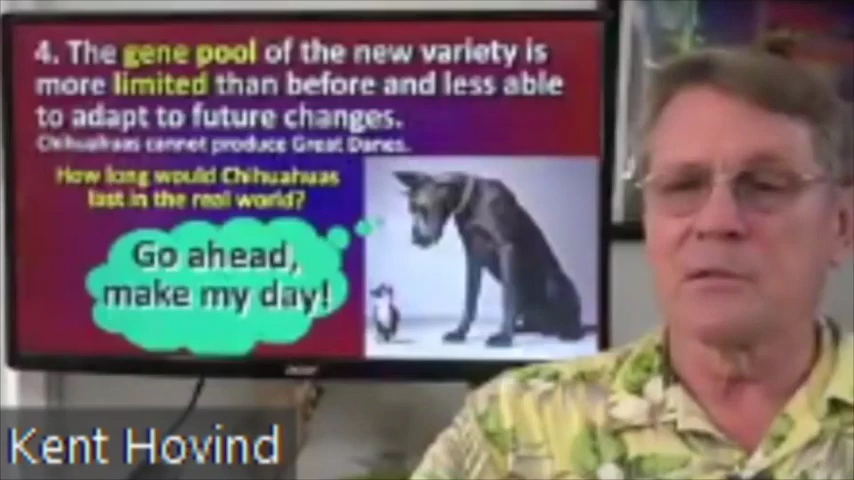 4. The gene pool of the new variety is
more limited than before and less able
to adapt to future changes.
Chihuahuas cannot produce Great Danes.
How long would Chihuahuas
last in the real world?
Go ahead,
make my day!
acer
Kent Hovind